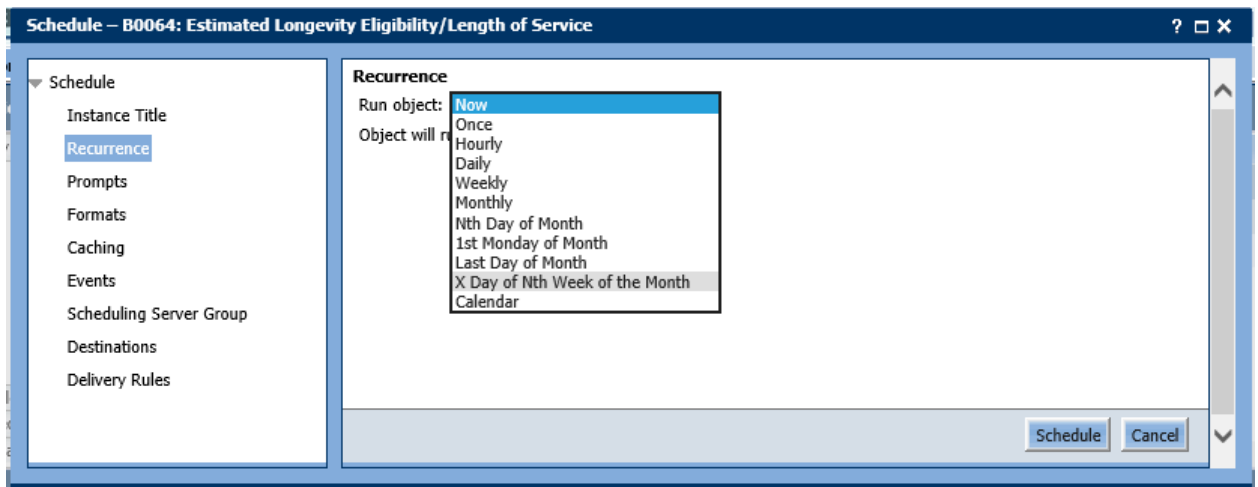 Schedule – B0064: Estimated Longevity Eligibility/Length of Service
?
Schedule
Instance Title
Recurrence
Prompts
Formats
Caching
Events
Scheduling Server Group
Destinations
Delivery Rules
Recurrence
Run object: Now
Object will
Once
Hourly
Daily
Weekly
Monthly
Nth Day of Month
1st Monday of Month
Last Day of Month
X Day of Nth Week of the Month
Calendar
Schedule Cancel